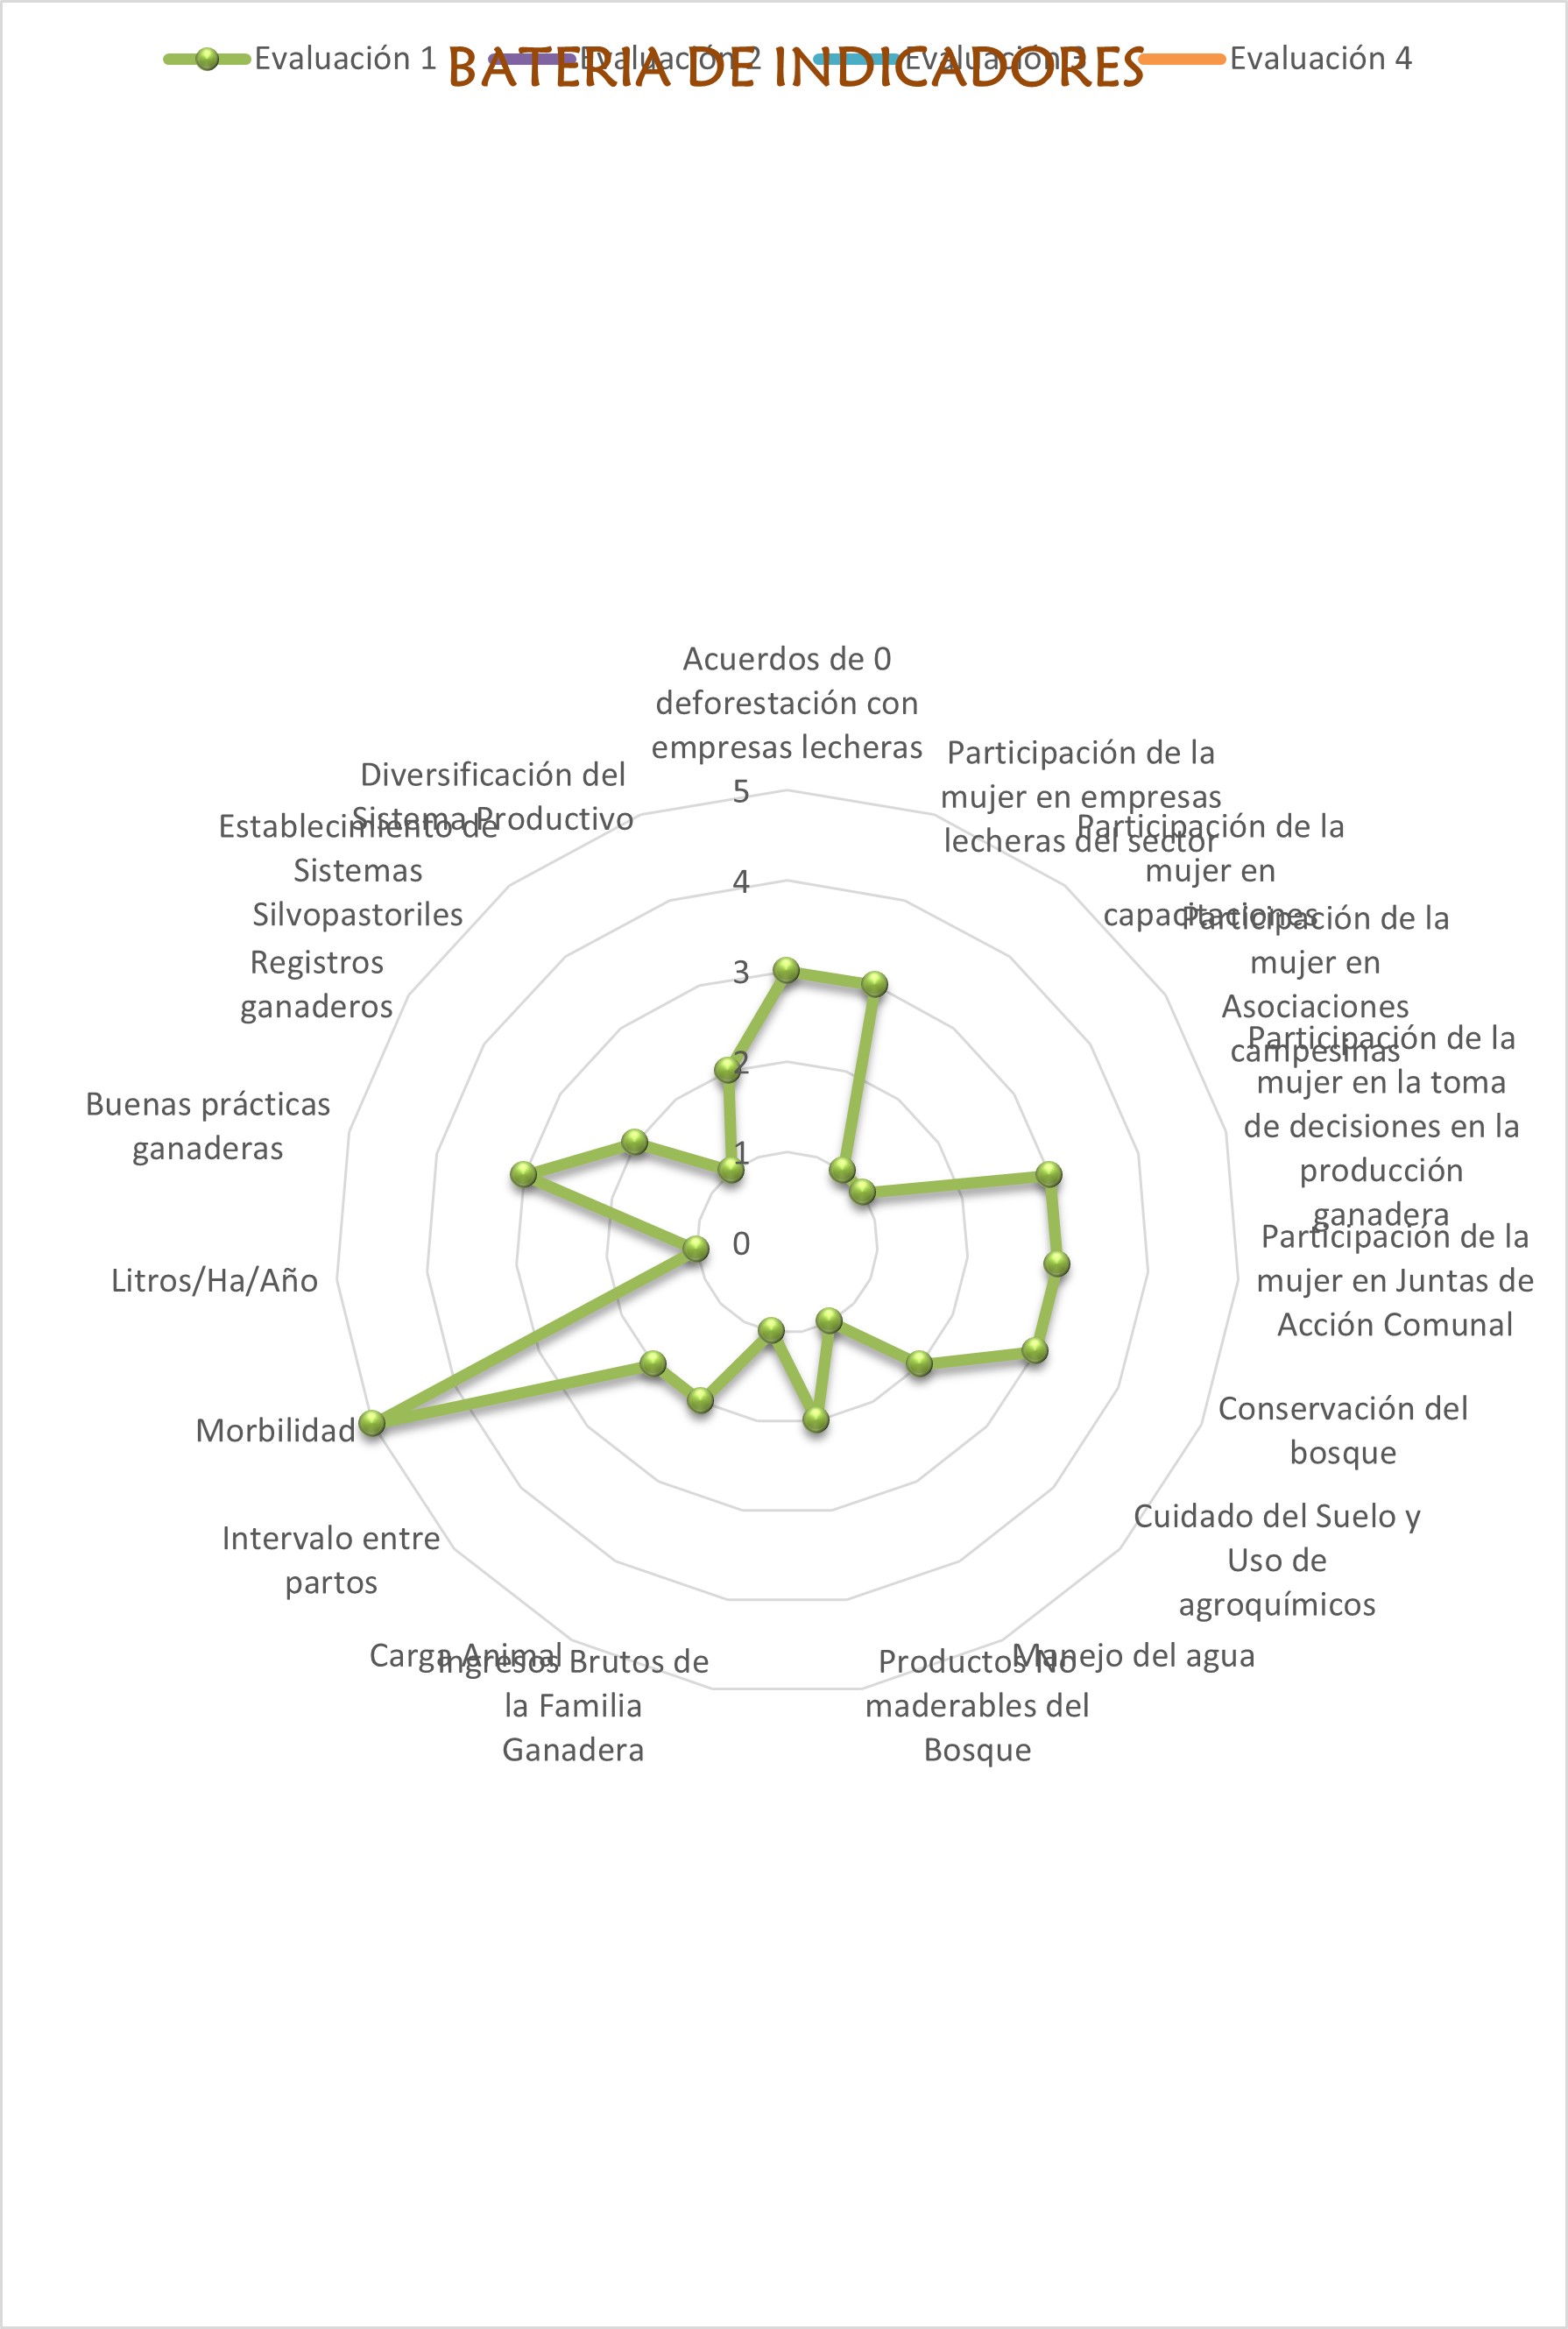 BATERIA DE INDICADORES
Evaluación 1
Evaluación 2
Evaluación 3
Evaluación 4
Acuerdos de 0
deforestación con
empresas lecheras
Participación de la
mujer en empresas
lecheras del sector
Participación de la
mujer en
capacitaciones
Participación de la
mujer en
Asociaciones
campesinas
Participación de la
mujer en la toma
de decisiones en la
producción
ganadera
Participación de la
mujer en Juntas de
Acción Comunal
Conservación del
bosque
Cuidado del Suelo y
Uso de
agroquímicos
Manejo del agua
Productos No
maderables del
Bosque
Ingresos Brutos de
la Familia
Ganadera
Carga Animal
Intervalo entre
partos
Morbilidad
Litros/Ha/Año
Buenas prácticas
ganaderas
Registros
ganaderos
Establecimiento de
Sistemas
Silvopastoriles
Diversificación del
Sistema Productivo
5
4
3
2
1
0